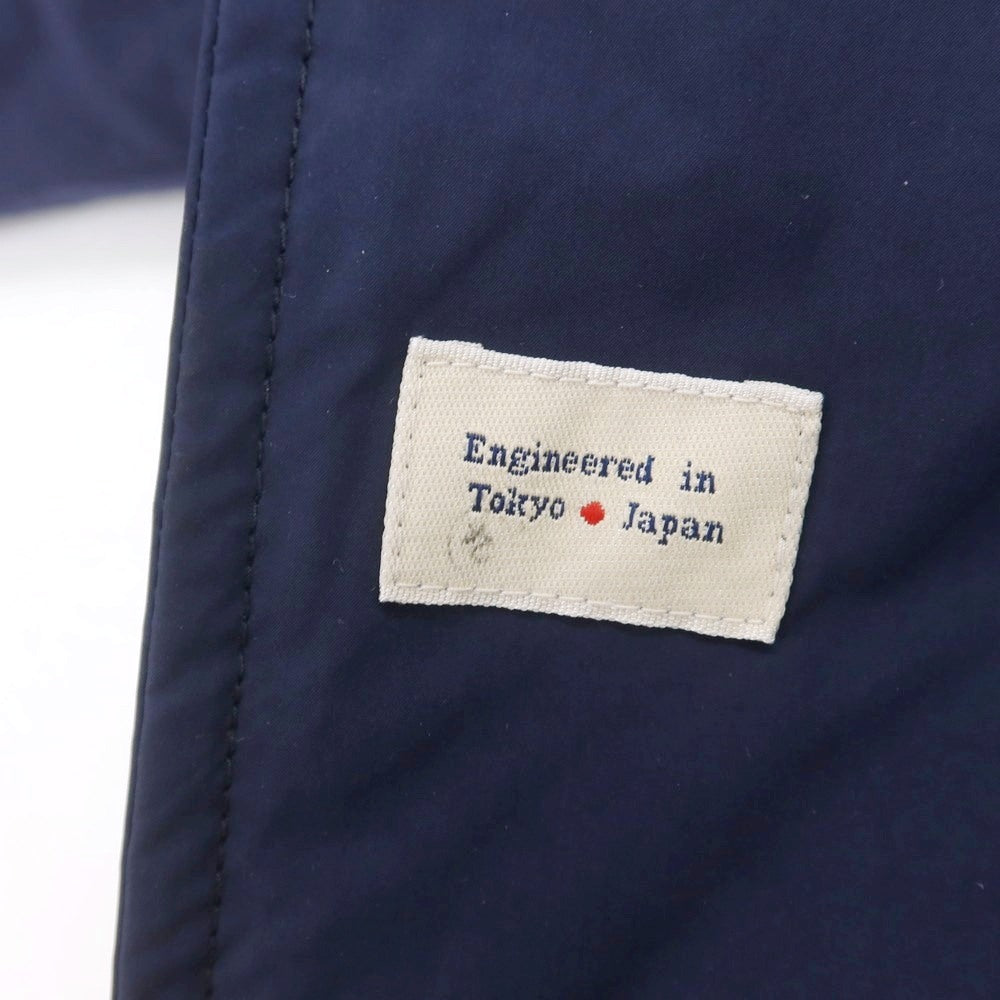 Engineered in
Tokyo ● Japan